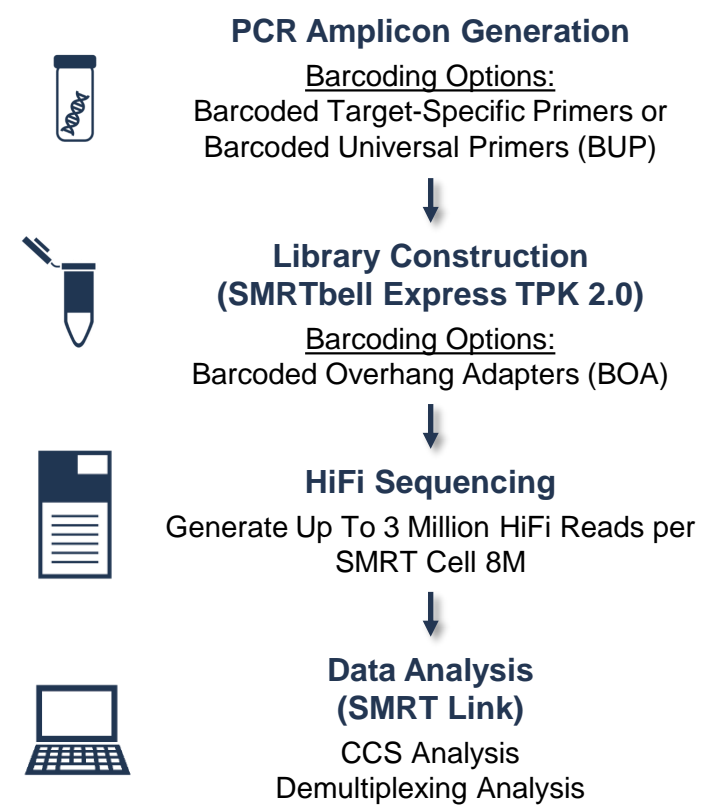 PCR Amplicon Generation
Barcoding Options:
Barcoded Target-Specific Primers or
Barcoded Universal Primers (BUP)
Library Construction
(SMRTbell Express TPK 2.0)
Barcoding Options:
Barcoded Overhang Adapters (BOA)
HiFi Sequencing
Generate Up To 3 Million HiFi Reads per
SMRT Cell 8M
Data Analysis
(SMRT Link)
CCS Analysis
Demultiplexing Analysis